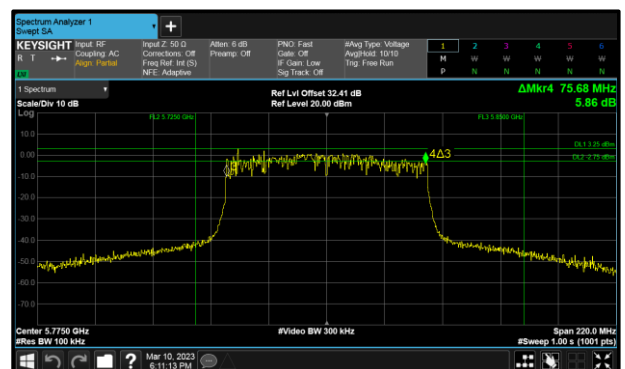 Spectrum Analyzer 1
Swept SA
+
KEYSIGHT Input: RF Input Z: 50 Ω Atten: 6 dB PNO: Fast #Avg Type: Voltage 1 2 3 4 5 6
R T Coupling: AC Corrections: Off Preamp: Off Gate: Off Avg|Hold: 10/10 M W W W W W
Align: Partial Freq Ref: Int (S) IF Gain: Low Trig: Free Run
NFE: Adaptive Sig Track: Off P N N N N N
1 Spectrum
ΔMkr4 75.68 MHz
Ref Lvl Offset 32.41 dB
Scale/Div 10 dB Ref Level 20.00 dBm 5.86 dB
Log
FL2 5.7250 GHz FL3 5.8500 GHz
10.0
DL1 3.25 dBm
0.00 4Δ3
DL2 -2.75 dBm
-10.0
-20.0
-30.0
-40.0
-50.0
-60.0
-70.0
Center 5.7750 GHz #Video BW 300 kHz Span 220.0 MHz
#Res BW 100 kHz #Sweep 1.00 s (1001 pts)
? Mar 10, 2023
6:11:13 PM